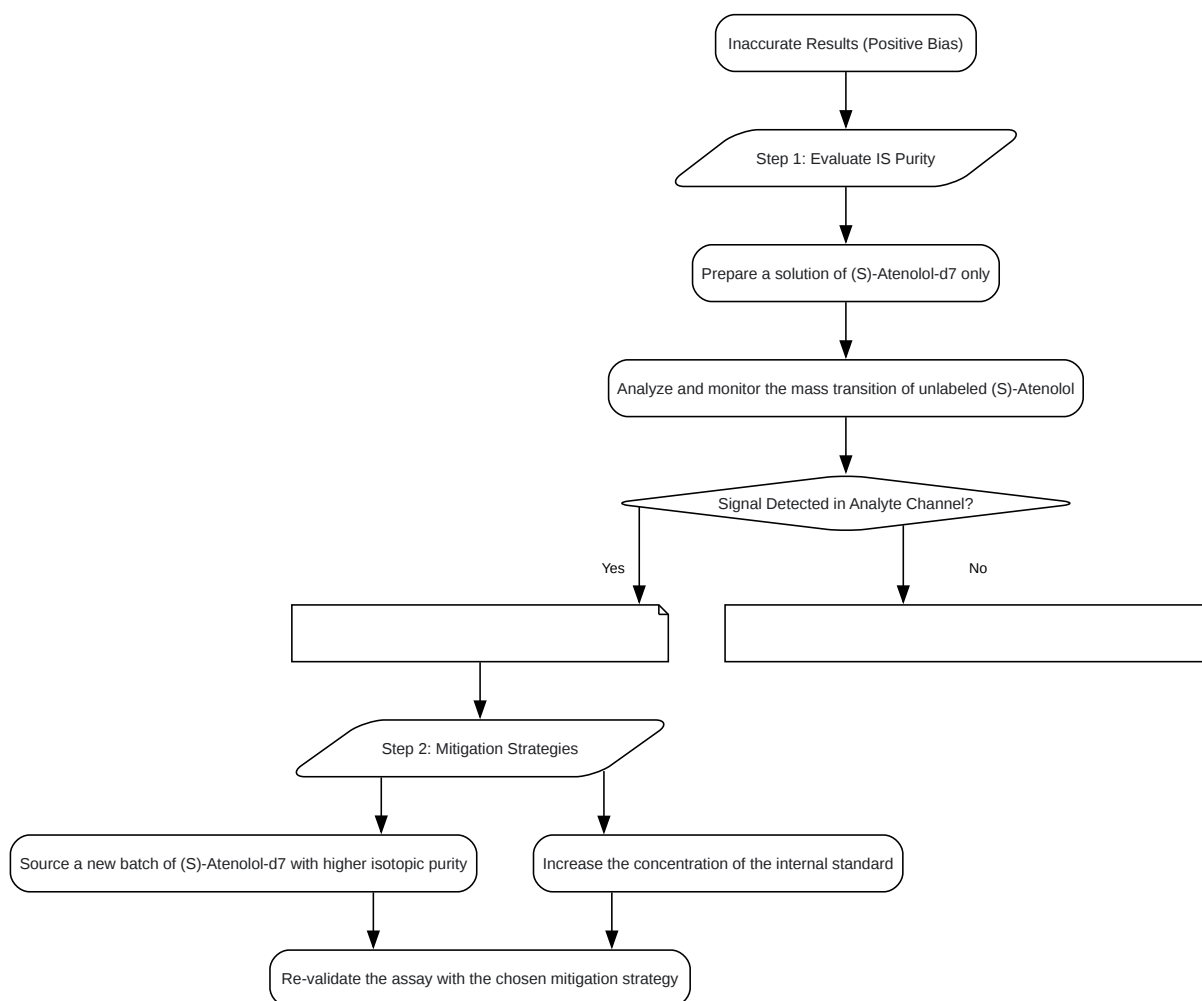 Inaccurate Results (Positive Bias)
Step 1: Evaluate IS Purity
Prepare a solution of (S)-Atenolol-d7 only
Analyze and monitor the mass transition of unlabeled (S)-Atenolol
Signal Detected in Analyte Channel?
Yes
No
Step 2: Mitigation Strategies
Source a new batch of (S)-Atenolol-d7 with higher isotopic purity
Increase the concentration of the internal standard
Re-validate the assay with the chosen mitigation strategy